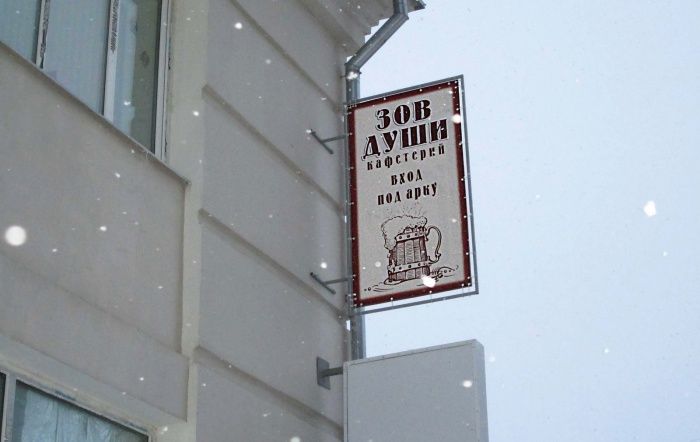 ЗОВ
ДУШИ
кафетерий
вход
под арку